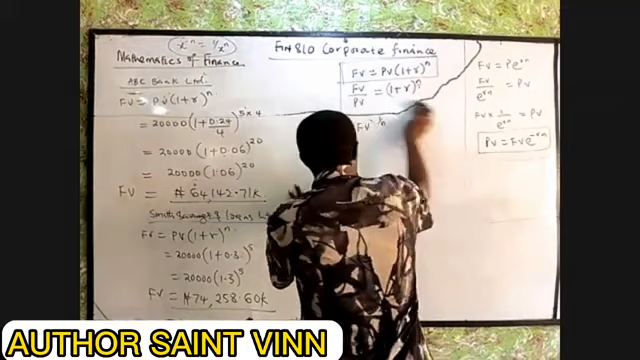 x⁻ⁿ = 1/xⁿ
FIN 810 Corporate finance
Mathematics of Finance
ABC Bank Ltd.
FV = PV(1+r)ⁿ
= 20000(1+0.24/4)⁵ˣ⁴
= 20000(1+0.06)²⁰
= 20000(1.06)²⁰
FV = ₦64,142.71k
FV = PV(1+r)ⁿ
= 20000(1+0.3)⁵
= 20000(1.3)⁵
FV = ₦74,258.60k
FV = PV(1+r)ⁿ
FV/PV = (1+r)ⁿ
FV
FV = Pe^rn
FV/e^rn = PV
FV x 1/e^rn = PV
PV = FVe^-rn
AUTHOR SAINT VINN